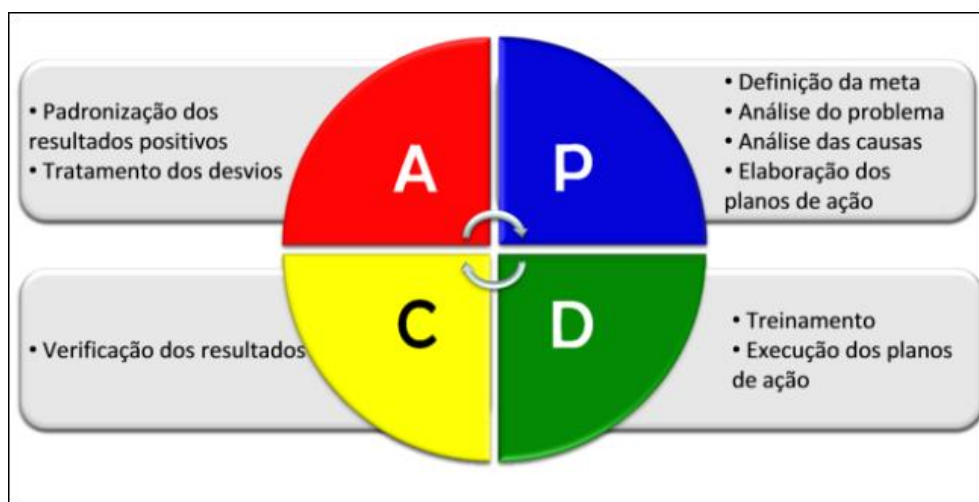 • Padronização dos
resultados positivos
• Tratamento dos desvios
A
P
• Definição da meta
• Análise do problema
• Análise das causas
• Elaboração dos
planos de ação
• Verificação dos resultados
C
D
• Treinamento
• Execução dos planos
de ação